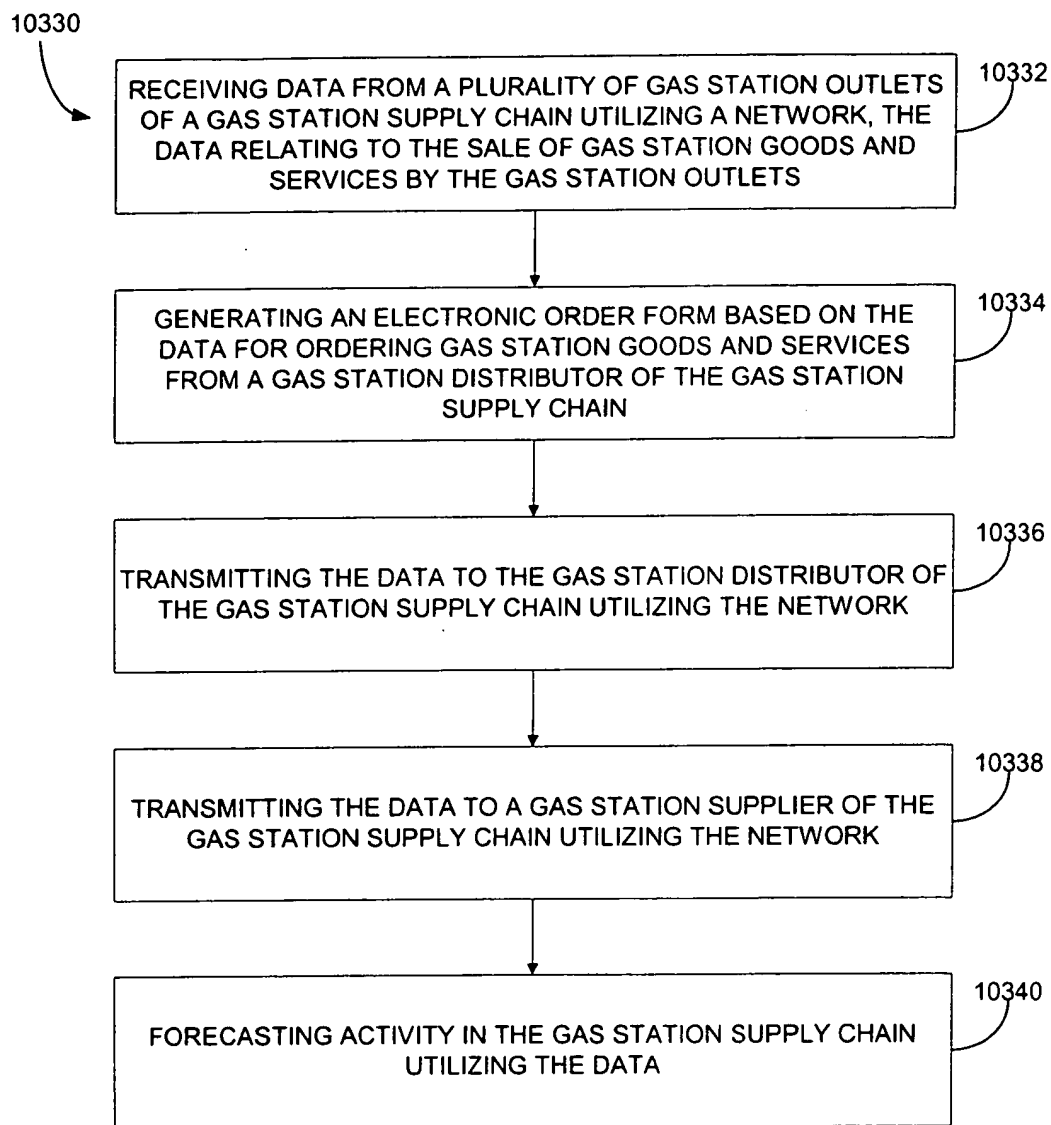 10330
10332
RECEIVING DATA FROM A PLURALITY OF GAS STATION OUTLETS
OF A GAS STATION SUPPLY CHAIN UTILIZING A NETWORK, THE
DATA RELATING TO THE SALE OF GAS STATION GOODS AND
SERVICES BY THE GAS STATION OUTLETS
10334
GENERATING AN ELECTRONIC ORDER FORM BASED ON THE
DATA FOR ORDERING GAS STATION GOODS AND SERVICES
FROM A GAS STATION DISTRIBUTOR OF THE GAS STATION
SUPPLY CHAIN
10336
TRANSMITTING THE DATA TO THE GAS STATION DISTRIBUTOR OF
THE GAS STATION SUPPLY CHAIN UTILIZING THE NETWORK
10338
TRANSMITTING THE DATA TO A GAS STATION SUPPLIER OF THE
GAS STATION SUPPLY CHAIN UTILIZING THE NETWORK
10340
FORECASTING ACTIVITY IN THE GAS STATION SUPPLY CHAIN
UTILIZING THE DATA